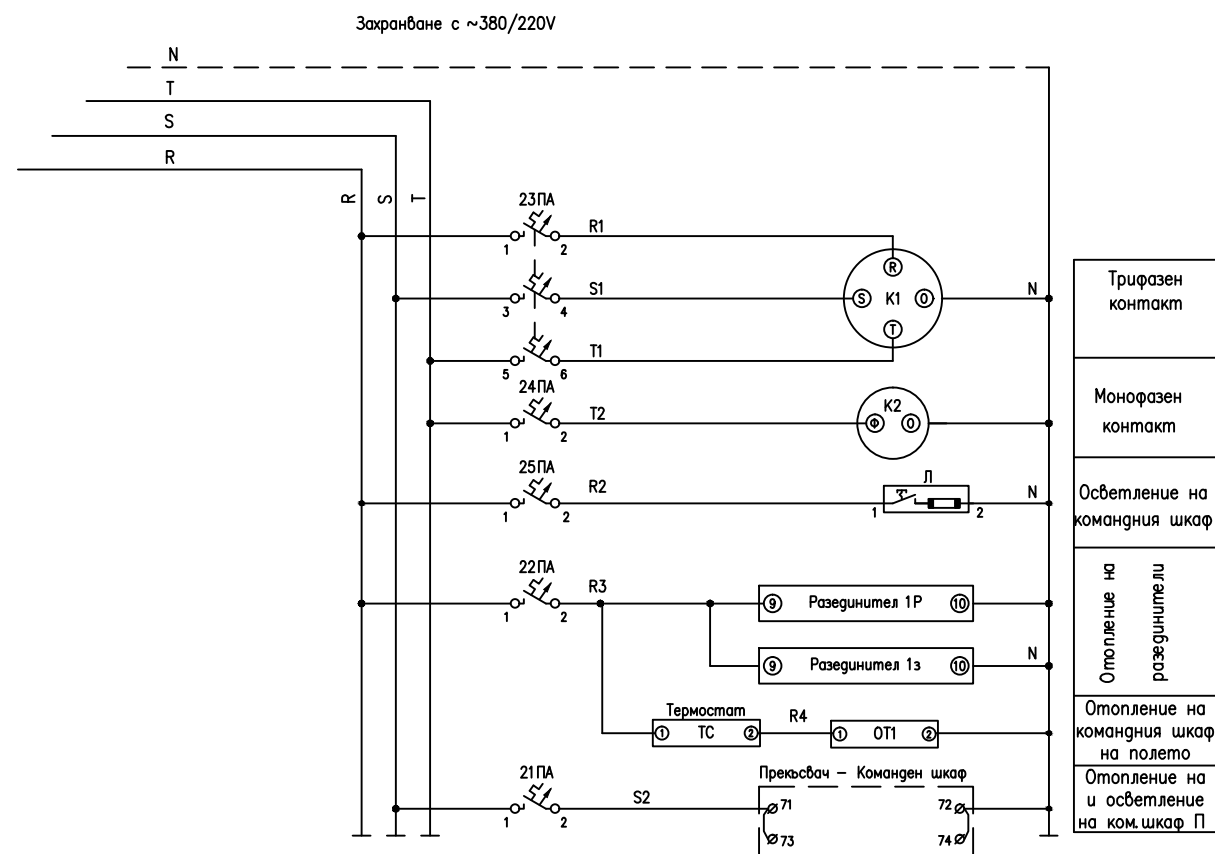 Захранване с ~380/220V
N
T
S
R
R S T
23ПА
1 2 R1
R
3 4 S1
S K1 0 N
T
5 6 T1
24ПА
1 2 T2
K2
Ф 0
25ПА
1 2 R2
Л
1 2 N
22ПА
1 2 R3
9 Разединител 1Р 10
9 Разединител 1з 10 N
Термостат
1 ТС 2 R4 1 ОТ1 2
21ПА
1 2 S2
Прекъсвач – Команден шкаф
71 72
73 74
Трифазен
контакт
Монофазен
контакт
Осветление на
командния шкаф
Отопление на
разединители
Отопление на
командния шкаф
на полето
Отопление на
и осветление
на ком.шкаф П